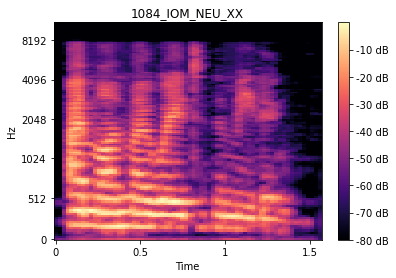 1084_IOM_NEU_XX
8192
4096
2048
1024
512
0
Hz
0
0.5
1
1.5
Time
-10 dB
-20 dB
-30 dB
-40 dB
-50 dB
-60 dB
-70 dB
-80 dB